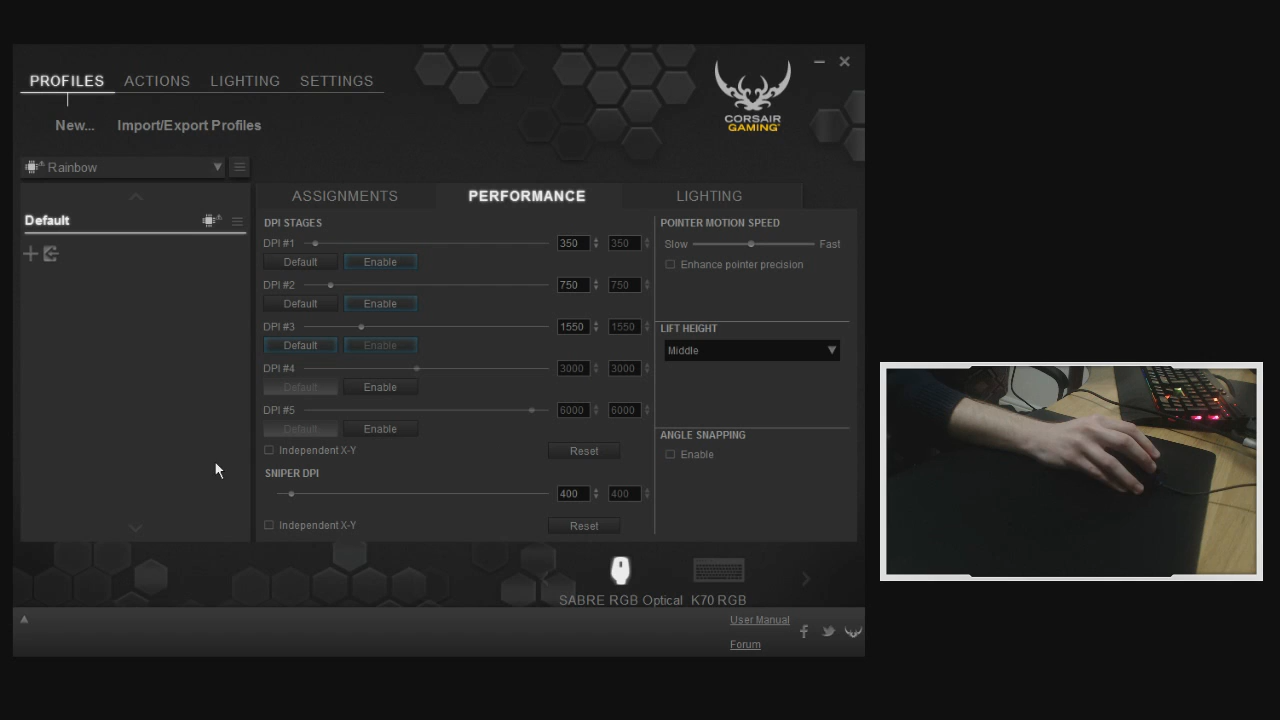 PROFILES ACTIONS LIGHTING SETTINGS
New... Import/Export Profiles
CORSAIR
GAMING
Rainbow
Default
ASSIGNMENTS PERFORMANCE LIGHTING
DPI STAGES
DPI #1 350 350
Default Enable
DPI #2 750 750
Default Enable
DPI #3 1550 1550
Default Enable
DPI #4 3000 3000
Default Enable
DPI #5 6000 6000
Default Enable
Independent X-Y Reset
SNIPER DPI
400 400
Independent X-Y Reset
POINTER MOTION SPEED
Slow Fast
Enhance pointer precision
LIFT HEIGHT
Middle
ANGLE SNAPPING
Enable
SABRE RGB Optical K70 RGB
User Manual
Forum